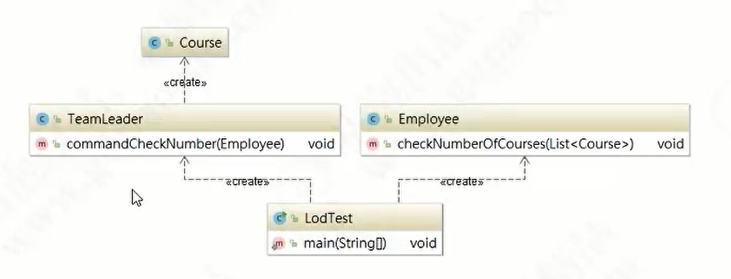 Course
«create»
TeamLeader
commandCheckNumber(Employee) void
Employee
checkNumberOfCourses(List<Course>) void
«create»
«create»
LodTest
main(String[]) void